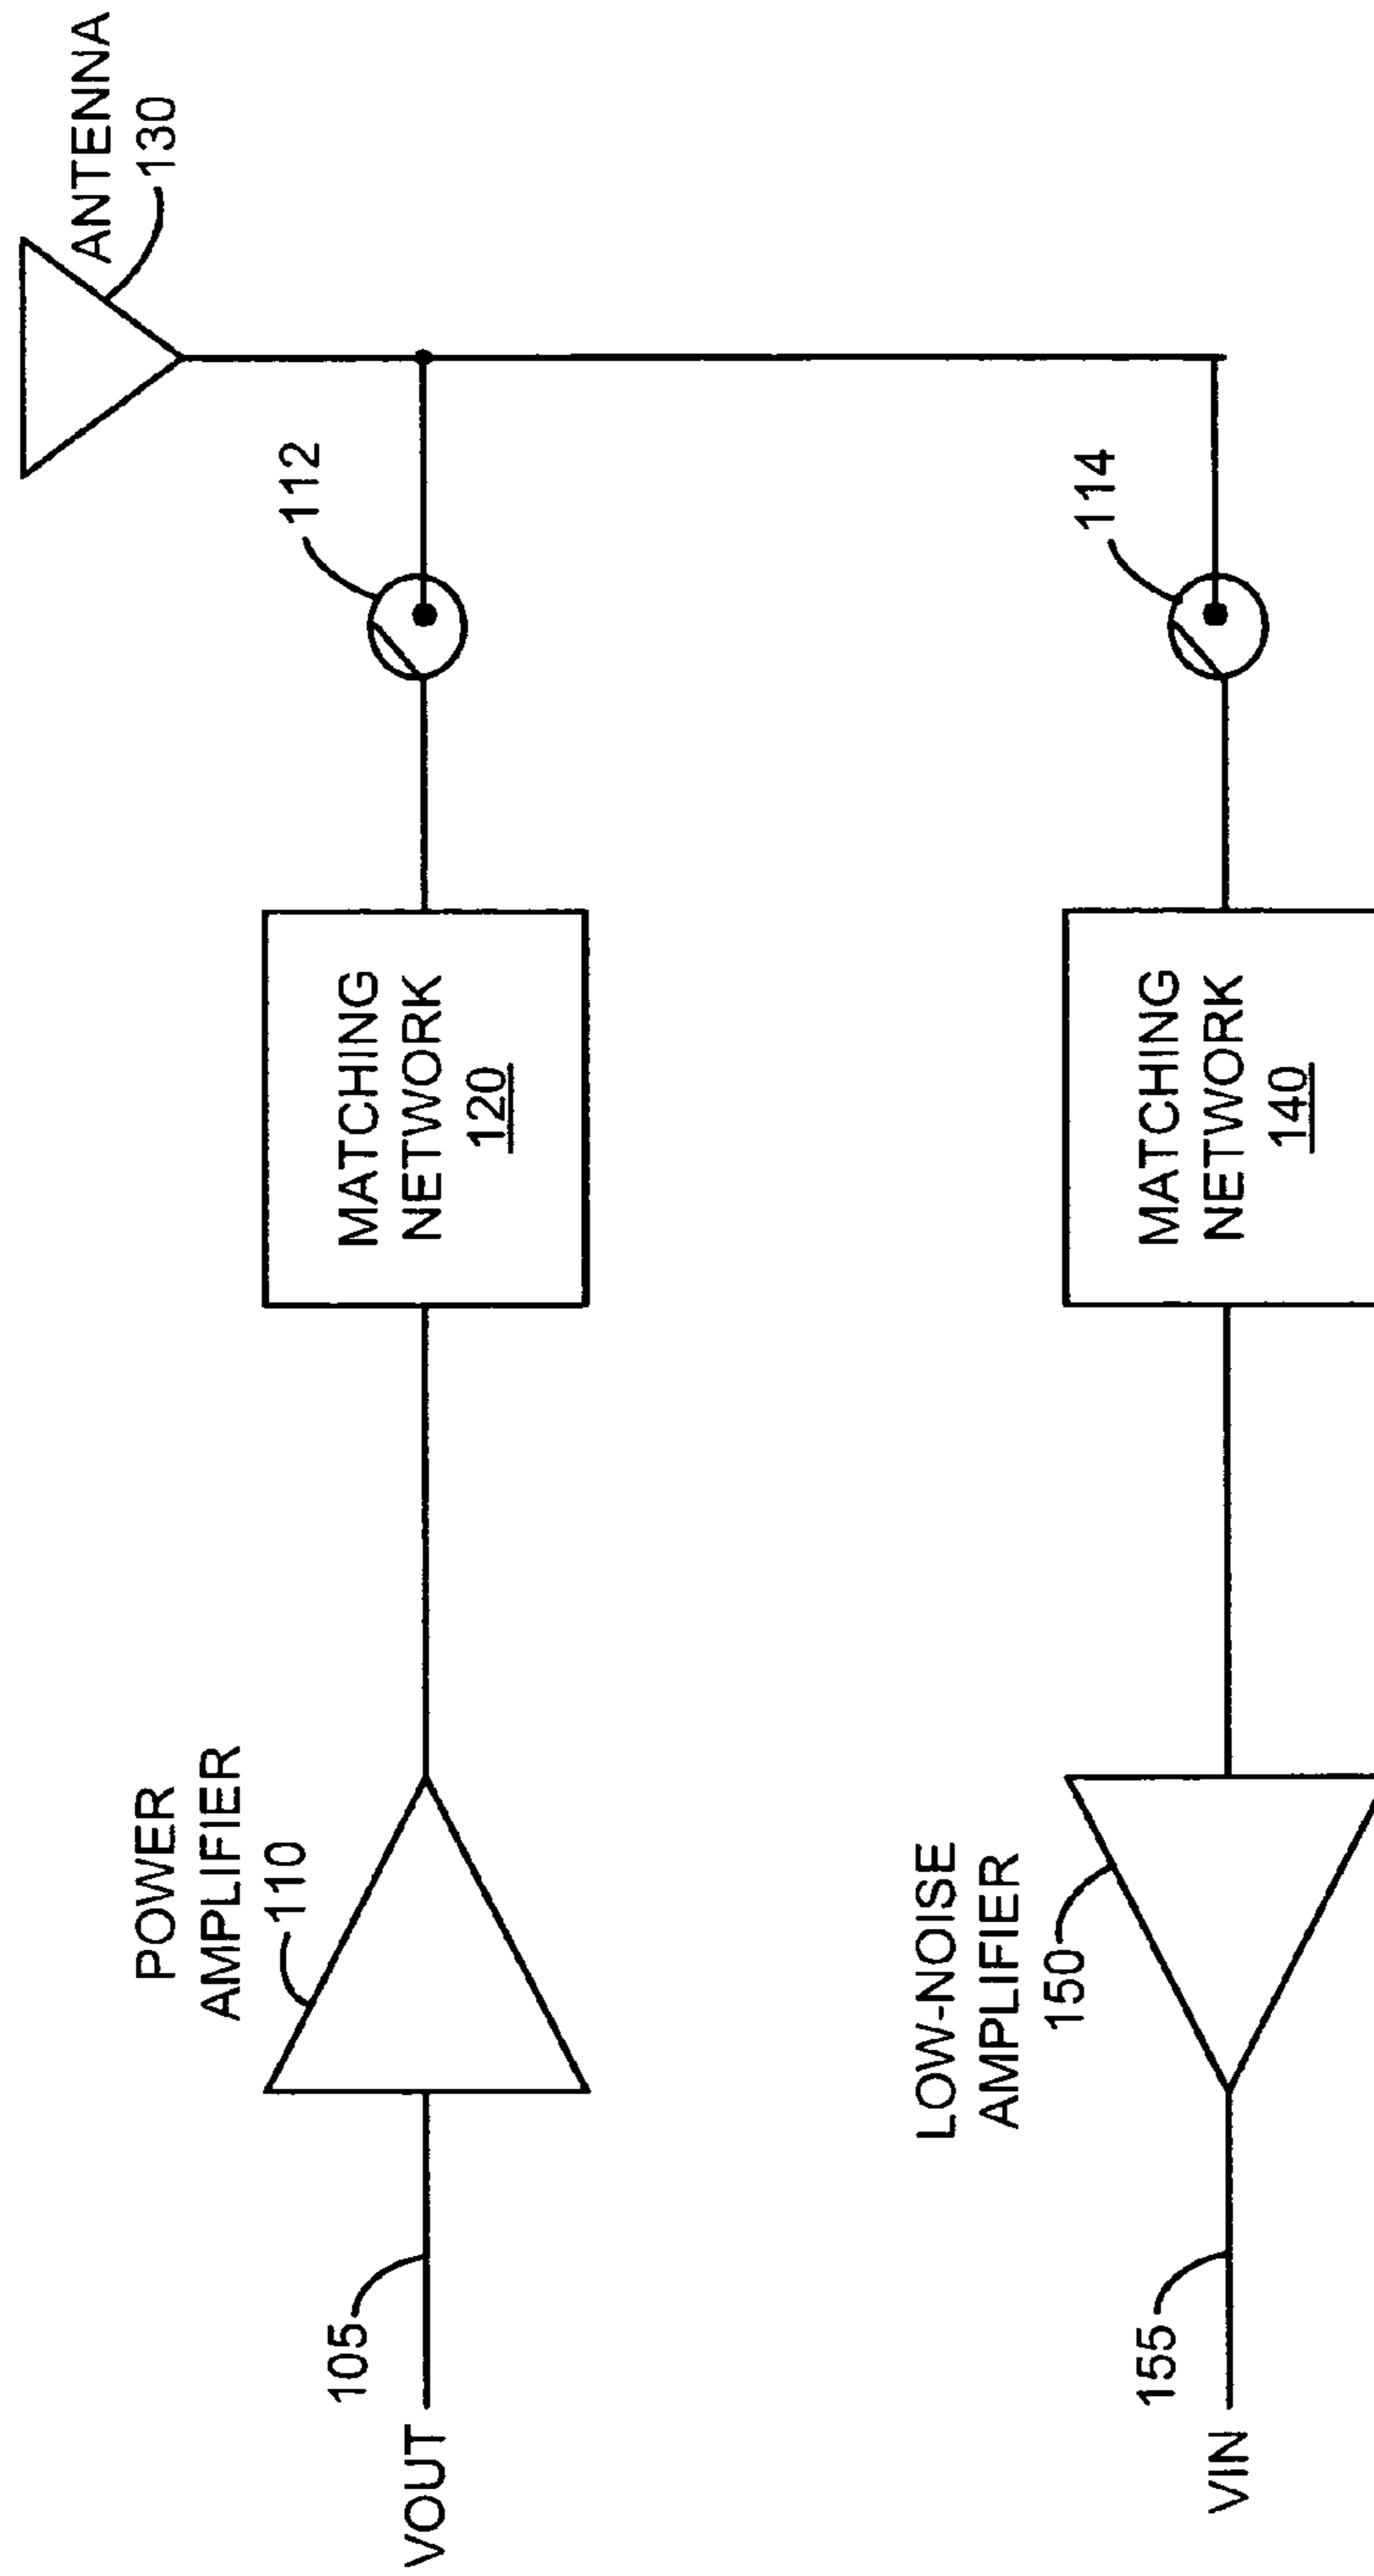 ANTENNA
130
112
114
MATCHING
NETWORK
120
MATCHING
NETWORK
140
POWER
AMPLIFIER
110
LOW-NOISE
AMPLIFIER
150
105
VOUT
155
VIN